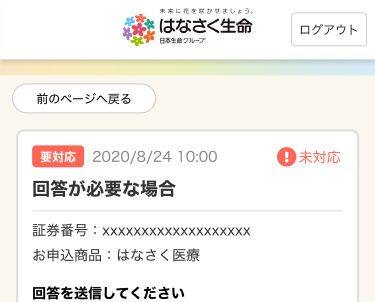 未来に花を咲かせましょう。
はなさく生命
日本生命グループ
ログアウト
前のページへ戻る
要対応 2020/8/24 10:00 未対応
回答が必要な場合
証券番号：xxxxxxxxxxxxxxxxxxx
お申込商品：はなさく医療
回答を送信してください